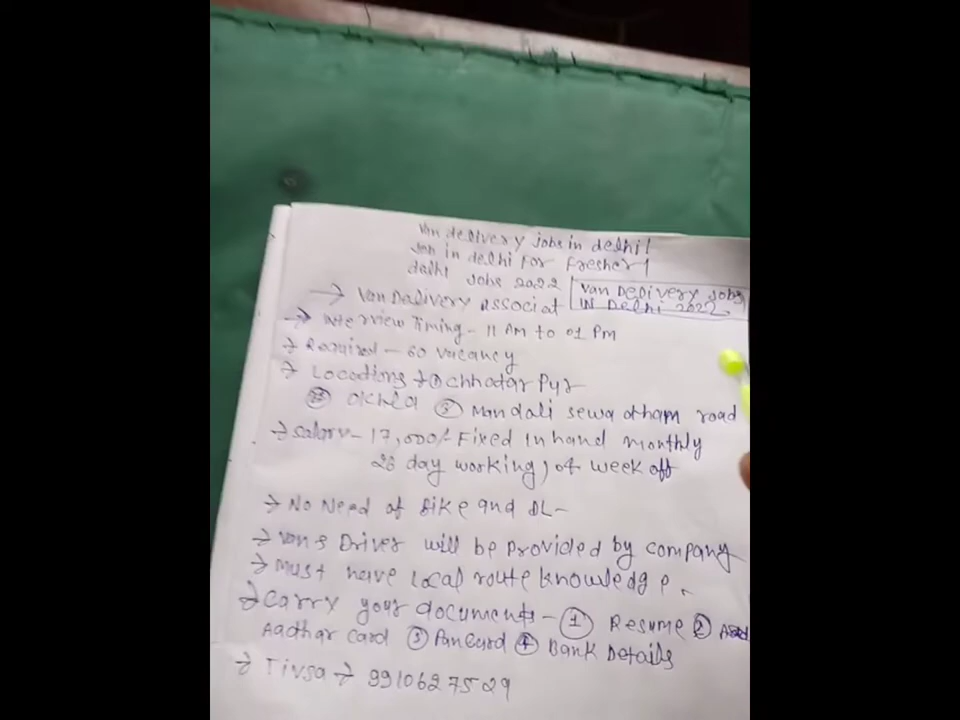 Van delivery jobs in delhi|
Job in delhi For Fresher|
delhi jobs 2022
Van Delivery jobs
IN Delhi 2022.
→ Van Dalivery associat
→ Interview Timing - 11 Am to 01 Pm
→ Required - 60 vacancy
→ Locations → ① chhatar Pur
② okhla ③ Mandali sewa dham road
→ Salary - 17,000/- Fixed In hand monthly
26 day working, 04 week off
→ No Need of Bike and DL -
→ Van & Driver will be Provided by company
→ Must have Local route knowledge.
→ Carry your documents - ① Resume ②
Aadhar card ③ Pancard ④ Bank Details
→ Tivsa → 9910627529